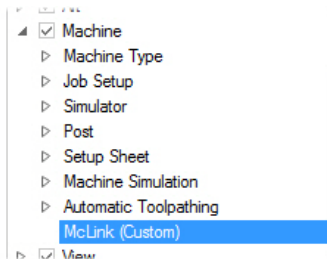 Machine
Machine Type
Job Setup
Simulator
Post
Setup Sheet
Machine Simulation
Automatic Toolpathing
McLink (Custom)
View